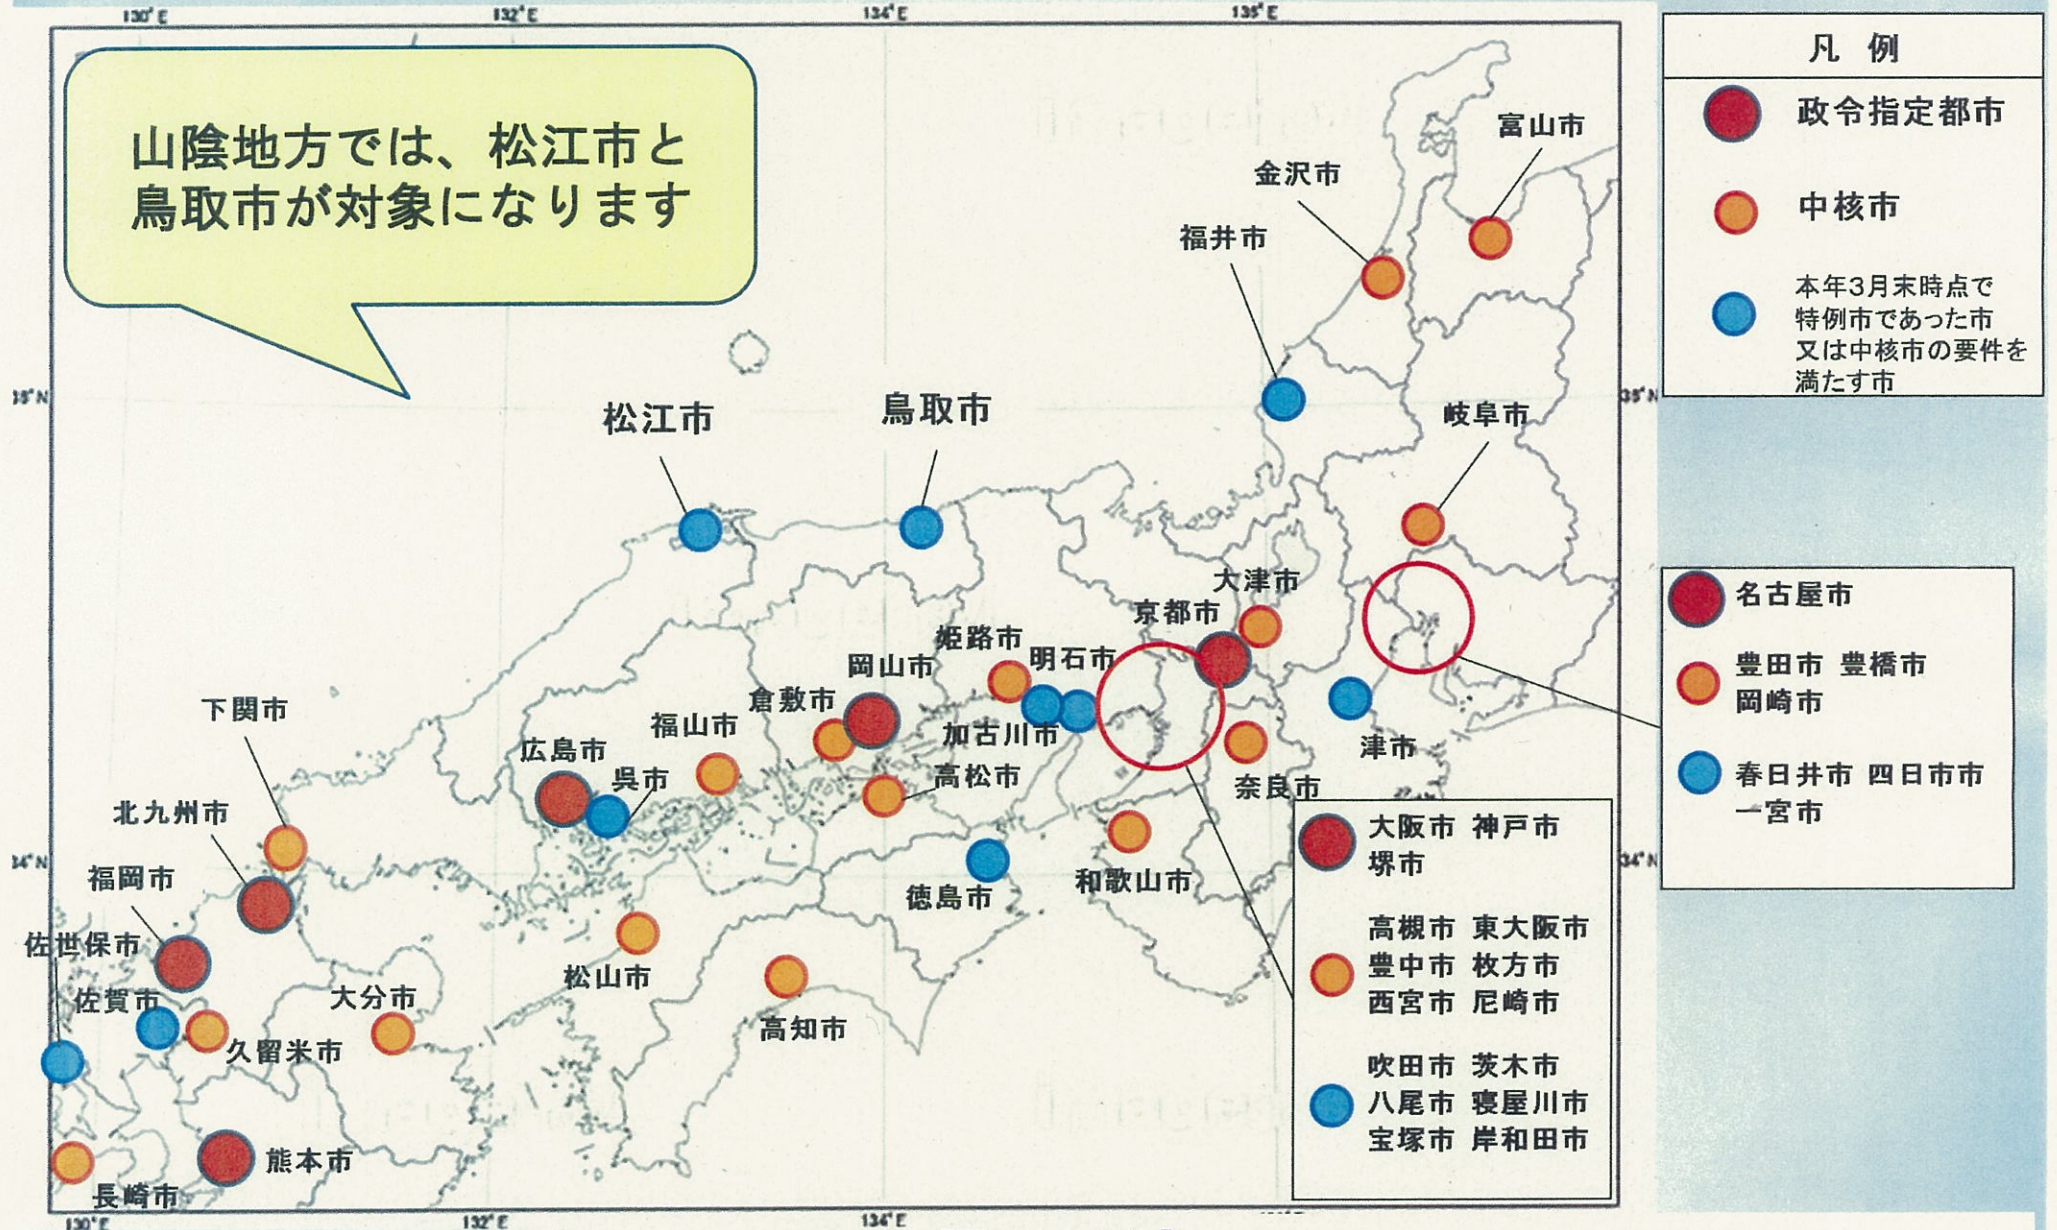 130°E 132°E 134°E 135°E
山陰地方では、松江市と
鳥取市が対象になります
凡 例
政令指定都市
中核市
本年3月末時点で
特例市であった市
又は中核市の要件を
満たす市
富山市
金沢市
福井市
35°N
35°N
松江市
鳥取市
岐阜市
大津市
京都市
姫路市
明石市
岡山市
倉敷市
加古川市
福山市
下関市
広島市
呉市
高松市
津市
奈良市
北九州市
34°N
34°N
福岡市
徳島市
和歌山市
佐世保市
松山市
佐賀市
大分市
高知市
久留米市
熊本市
長崎市
名古屋市
豊田市 豊橋市
岡崎市
春日井市 四日市市
一宮市
大阪市 神戸市
堺市
高槻市 東大阪市
豊中市 枚方市
西宮市 尼崎市
吹田市 茨木市
八尾市 寝屋川市
宝塚市 岸和田市
130°E 132°E 134°E